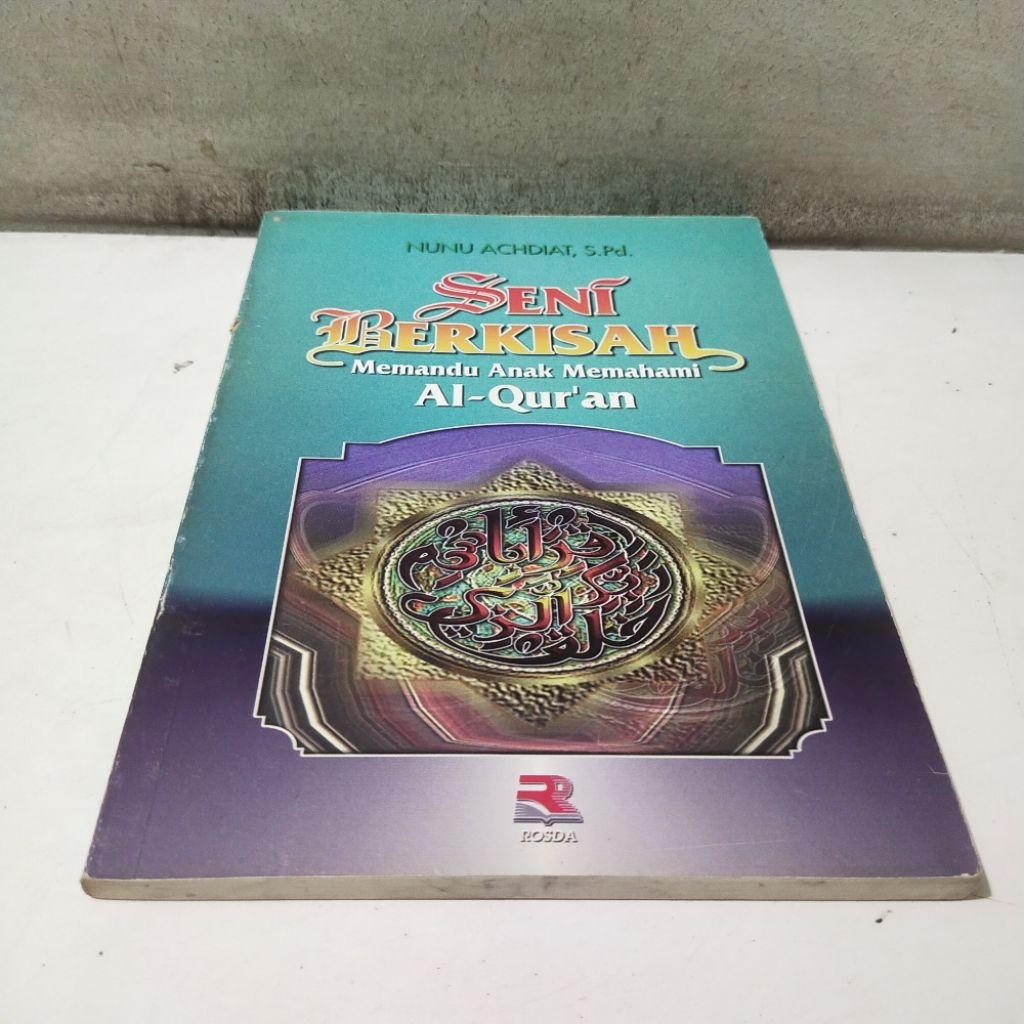 NUNU ACHDIAT, S.Pd.
SENI
BERKISAH
Memandu Anak Memahami
Al-Qur'an
ROSDA